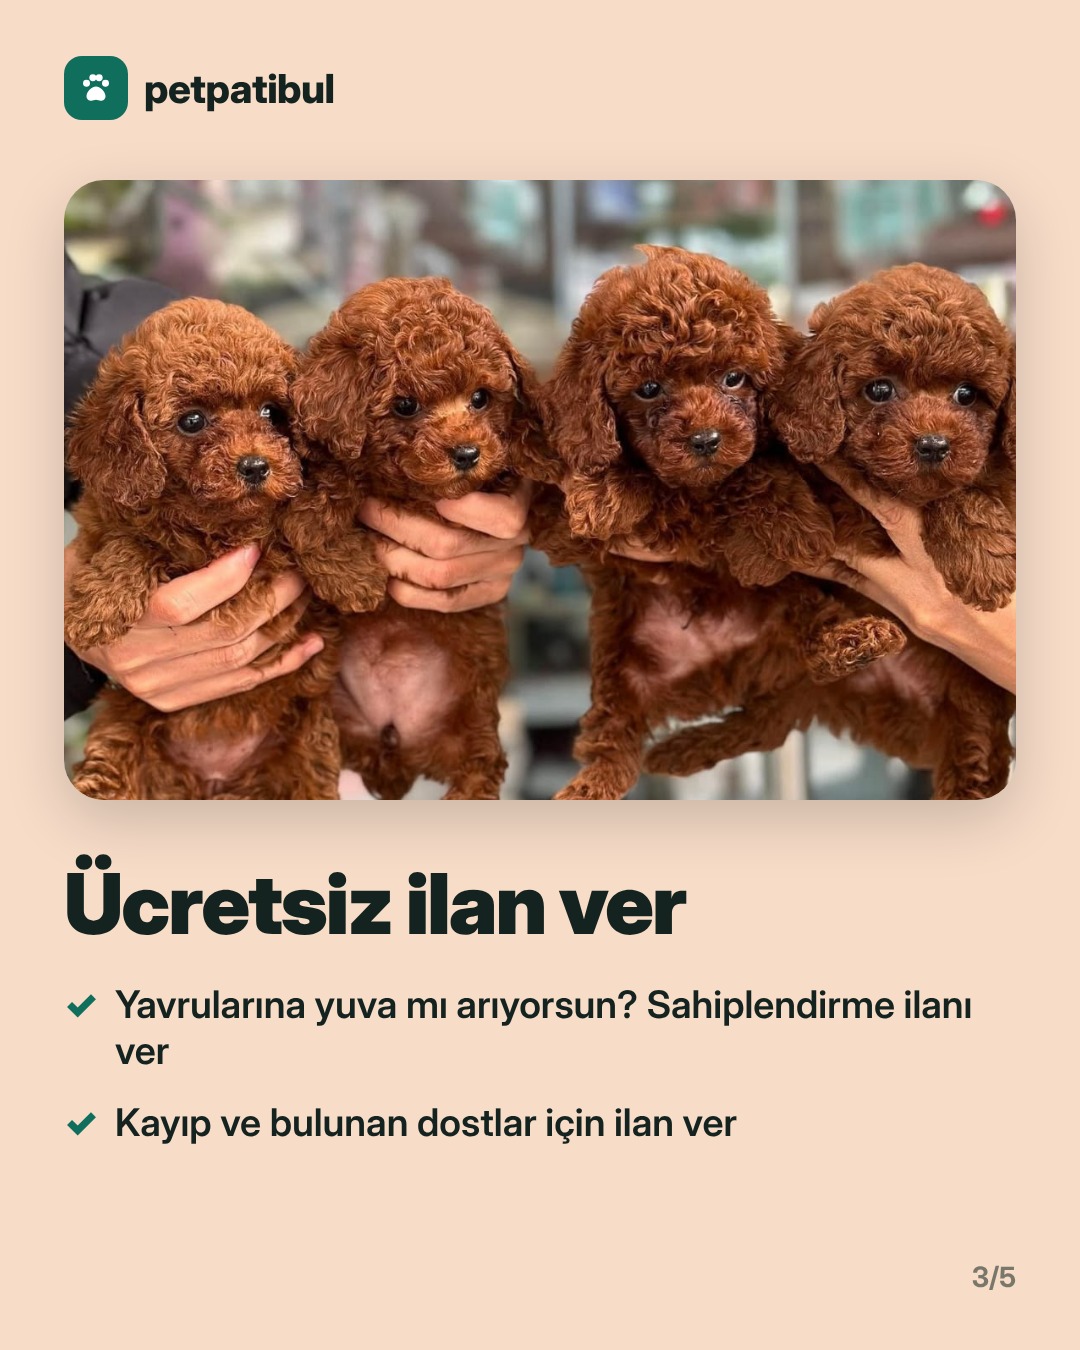 petpatibul
Ücretsiz ilan ver
Yavrularına yuva mı arıyorsun? Sahiplendirme ilanı
ver
Kayıp ve bulunan dostlar için ilan ver
3/5